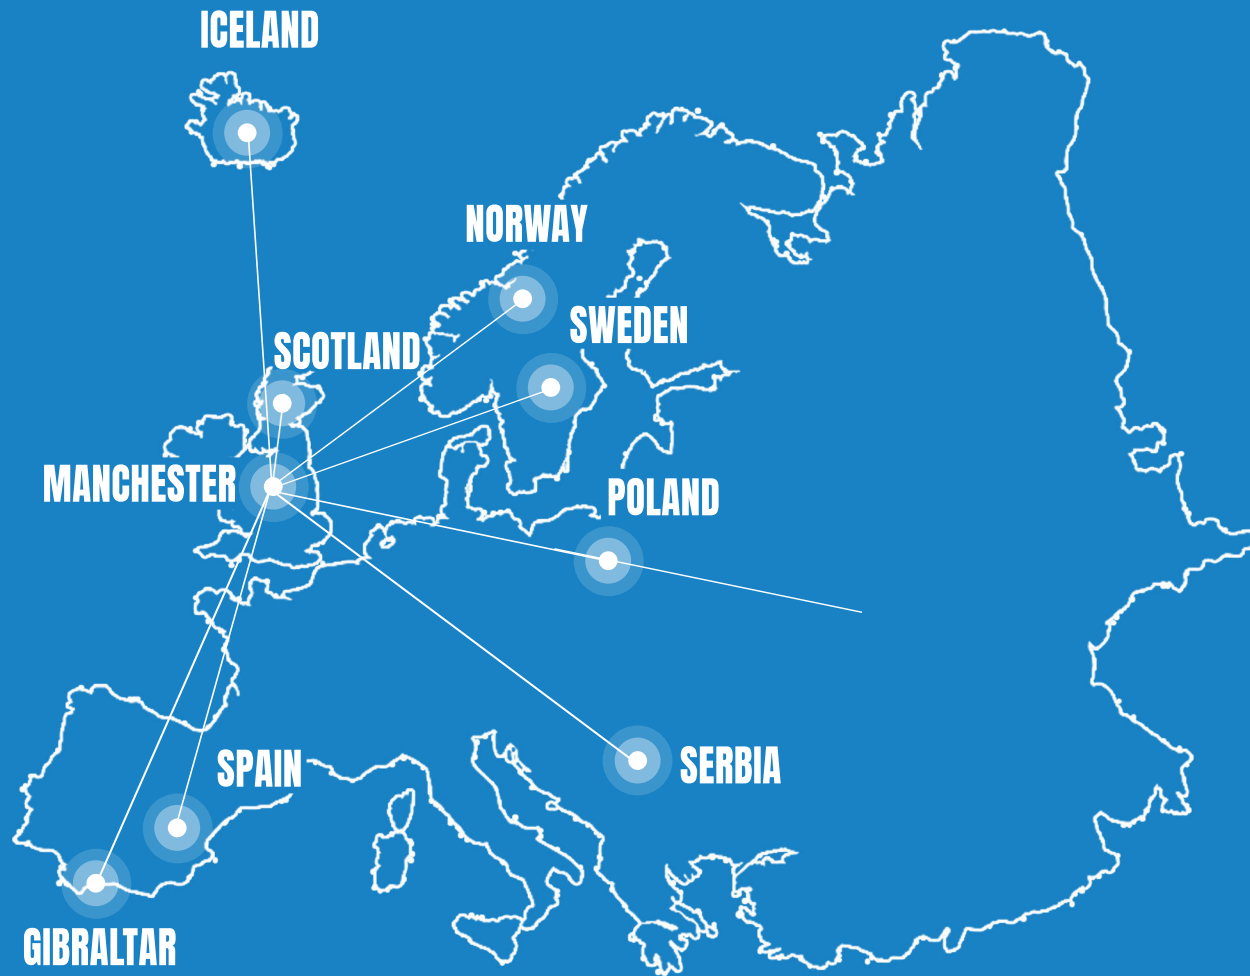 ICELAND
NORWAY
SWEDEN
SCOTLAND
MANCHESTER
POLAND
SPAIN
SERBIA
GIBRALTAR